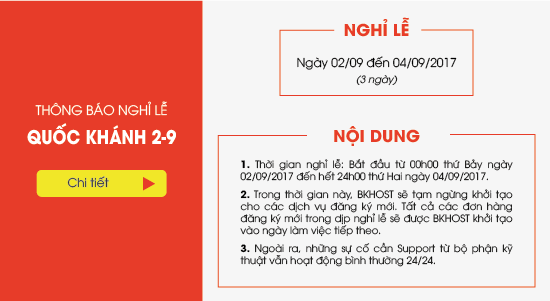 THÔNG BÁO NGHỈ LỄ
QUỐC KHÁNH 2-9
Chi tiết
NGHỈ LỄ
Ngày 02/09 đến 04/09/2017
(3 ngày)
NỘI DUNG
1. Thời gian nghỉ lễ: Bắt đầu từ 00h00 thứ Bảy ngày
02/09/2017 đến hết 24h00 thứ Hai ngày 04/09/2017.
2. Trong thời gian này, BKHOST sẽ tạm ngừng khởi tạo
cho các dịch vụ đăng ký mới. Tất cả các đơn hàng
đăng ký mới trong dịp nghỉ lễ sẽ được BKHOST khởi tạo
vào ngày làm việc tiếp theo.
3. Ngoài ra, những sự cố cần Support từ bộ phận kỹ
thuật vẫn hoạt động bình thường 24/24.